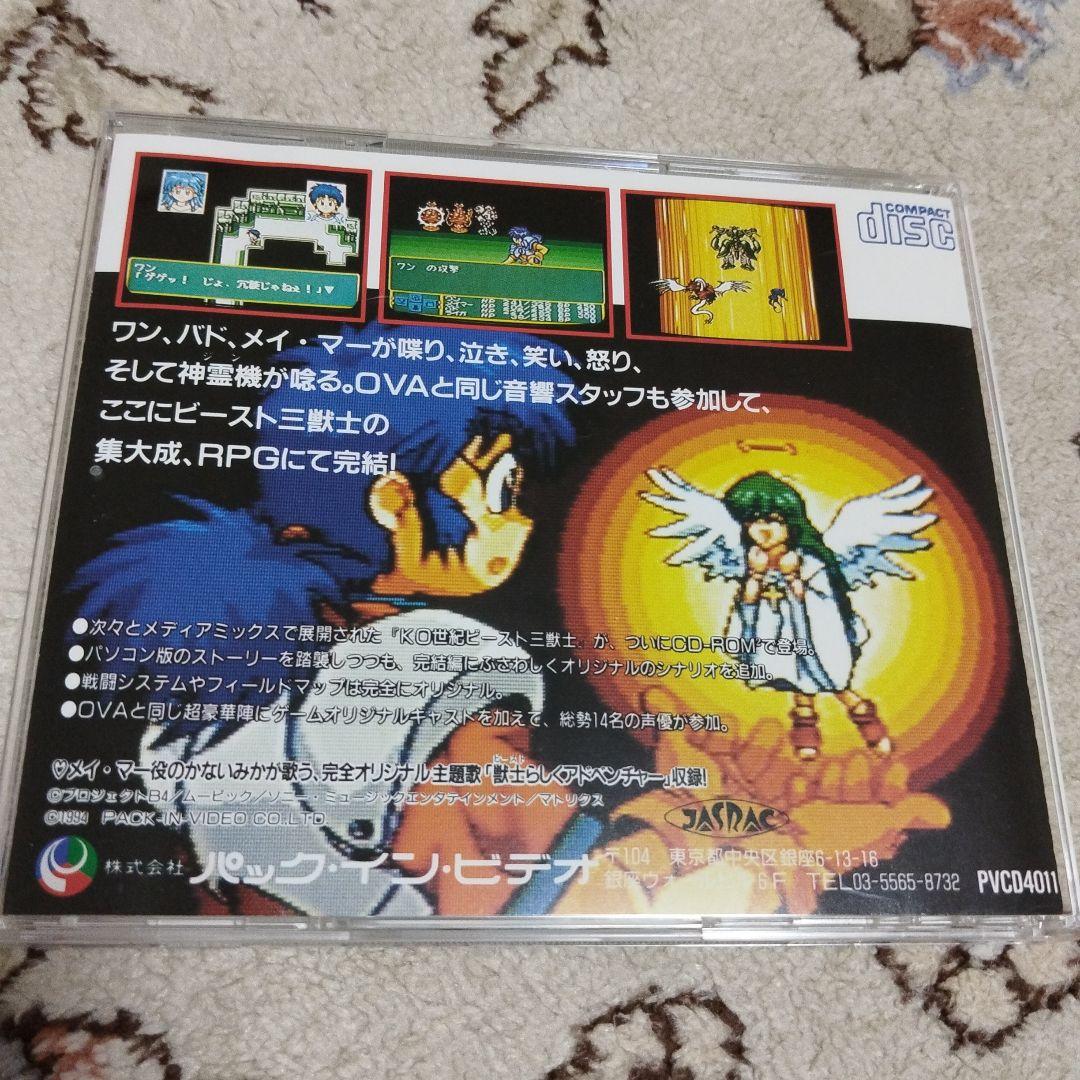 COMPACT
disc
ワン
「ゲゲッ! じょ、冗談じゃねぇ!」▼
ワン の攻撃
ワン、バド、メイ・マーが喋り、泣き、笑い、怒り、
そして神霊機が唸る。OVAと同じ音響スタッフも参加して、
ここにビースト三獣士の
集大成、RPGにて完結!
●次々とメディアミックスで展開された『KO世紀ビースト三獣士』が、ついにCD-ROM²で登場。
●パソコン版のストーリーを踏襲しつつも、完結編にふさわしくオリジナルのシナリオを追加。
●戦闘システムやフィールドマップは完全にオリジナル。
●OVAと同じ超豪華陣にゲームオリジナルキャストを加えて、総勢14名の声優が参加。
♡メイ・マー役のかないみかが歌う、完全オリジナル主題歌「獣士らしくアドベンチャー」収録!
©プロジェクトB4/ムービック/ソニー・ミュージックエンタテインメント/マトリクス
©1994 PACK-IN-VIDEO CO.,LTD.
JASRAC
株式会社 パック・イン・ビデオ
〒104 東京都中央区銀座6-13-16
6F TEL03-5565-8732
PVCD4011